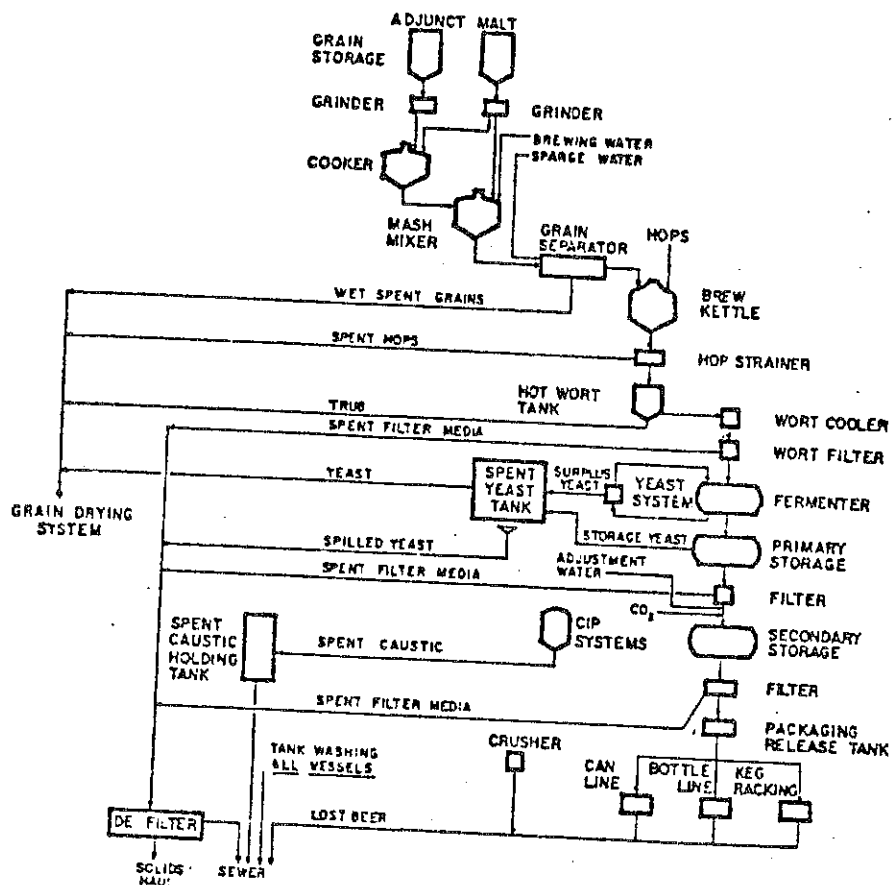 ADJUNCT MALT
GRAIN
STORAGE
GRINDER
GRINDER
BREWING WATER
SPARGE WATER
COOKER
MASH
MIXER
GRAIN
SEPARATOR
HOPS
BREW
KETTLE
WET SPENT GRAINS
SPENT HOPS
HOP STRAINER
HOT WORT
TANK
TRUB
WORT COOLER
SPENT FILTER MEDIA
WORT FILTER
YEAST
SPENT
YEAST
TANK
SURPLUS
YEAST
YEAST
SYSTEM
FERMENTER
GRAIN DRYING
SYSTEM
SPILLED YEAST
STORAGE YEAST
PRIMARY
STORAGE
ADJUSTMENT
WATER
SPENT FILTER MEDIA
FILTER
CO2
SPENT
CAUSTIC
HOLDING
TANK
SPENT CAUSTIC
CIP
SYSTEMS
SECONDARY
STORAGE
FILTER
SPENT FILTER MEDIA
PACKAGING
RELEASE TANK
CRUSHER
TANK WASHING
ALL VESSELS
CAN
LINE
BOTTLE
LINE
KEG
RACKING
LOST BEER
DE FILTER
SOLIDS
SEWER